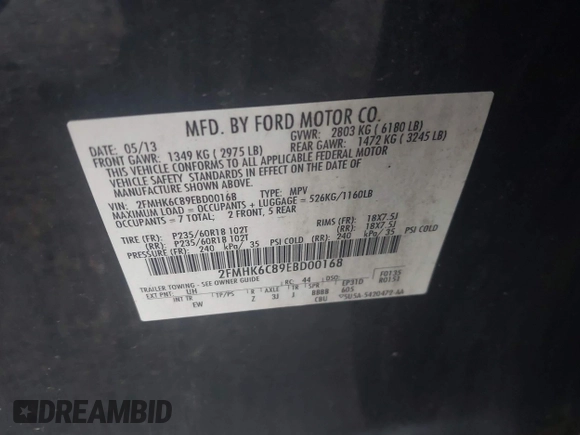 MFD. BY FORD MOTOR CO.
DATE: 05/13 GVWR: 2803 KG ( 6180 LB)
FRONT GAWR: 1349 KG ( 2975 LB) REAR GAWR: 1472 KG ( 3245 LB)
THIS VEHICLE CONFORMS TO ALL APPLICABLE FEDERAL MOTOR
VEHICLE SAFETY STANDARDS IN EFFECT ON THE DATE OF
MANUFACTURE SHOWN ABOVE.
VIN: 2FMHK6C89EBD00168 TYPE: MPV
MAXIMUM LOAD = OCCUPANTS + LUGGAGE = 526KG/1160LB
OCCUPANTS = 7 TOTAL; 2 FRONT, 5 REAR
TIRE (FR): P235/60R18 102T RIMS (FR): 18X7.5J
TIRE (RR): P235/60R18 102T RIMS (RR): 18X7.5J
PRESSURE (FR): 240 kPa/ 35 PSI COLD (RR): 240 kPa/ 35 PSI COLD
2FMHK6C89EBD00168
TRAILER TOWING - SEE OWNER GUIDE
RC: 44 DSO: F0135
EXT PNT: UH EP31D R0153
INT TR TP/PS R AXLE TR SPR 605
EW Z 3J J BBBB
CBU
DREAMBID